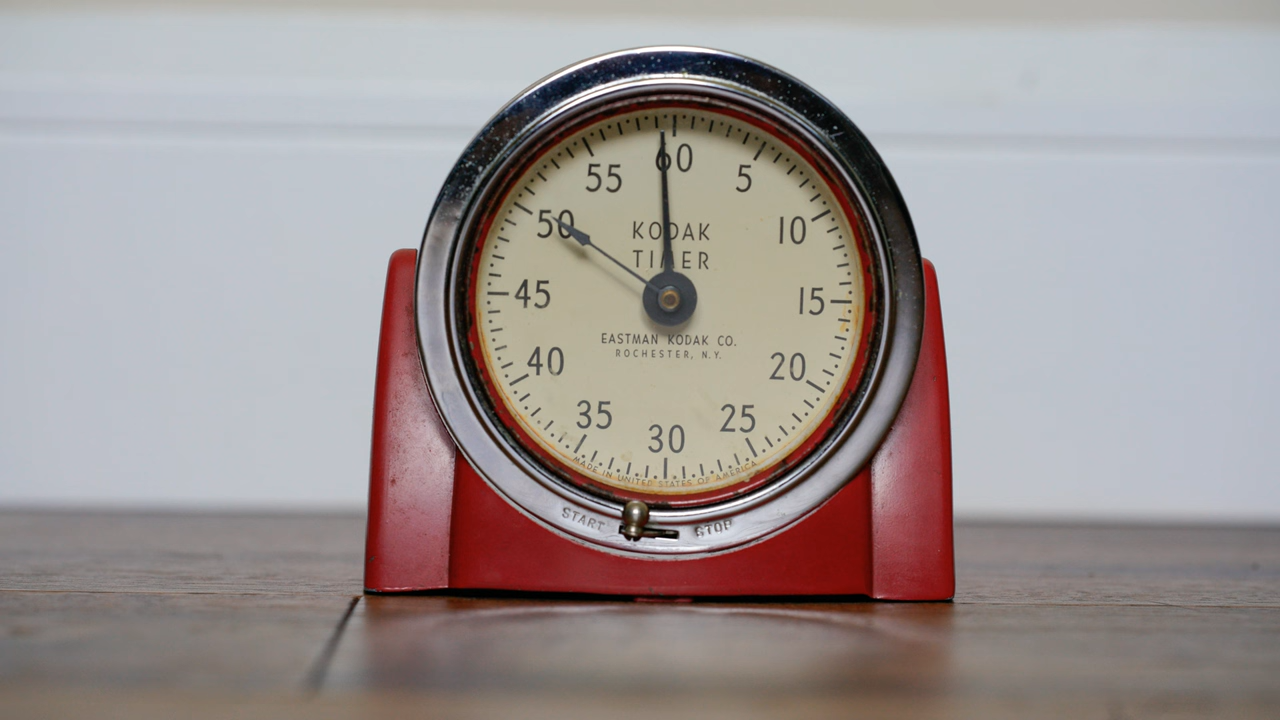 60
5
10
15
20
25
30
35
40
45
50
55
KODAK
TIMER
EASTMAN KODAK CO.
ROCHESTER, N.Y.
MADE IN UNITED STATES OF AMERICA
START STOP